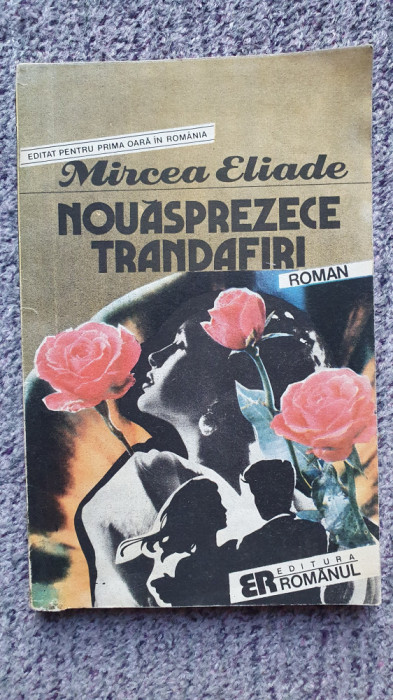 EDITAT PENTRU PRIMA OARĂ ÎN ROMÂNIA
Mircea Eliade
NOUĂSPREZECE
TRANDAFIRI
ROMAN
ER EDITURA
ROMÂNUL